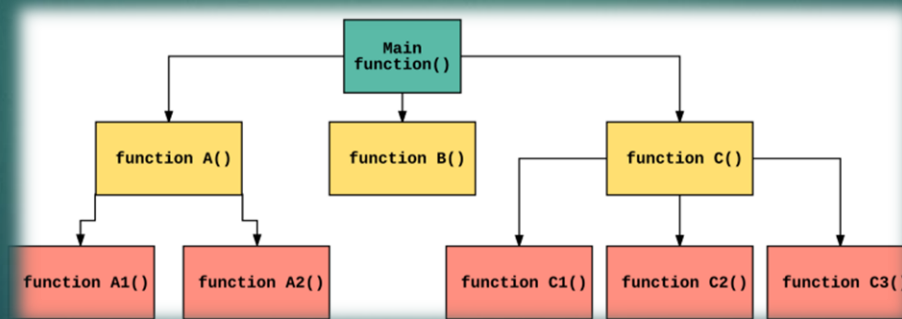 Main
function()
function A()
function B()
function C()
function A1()
function A2()
function C1()
function C2()
function C3(